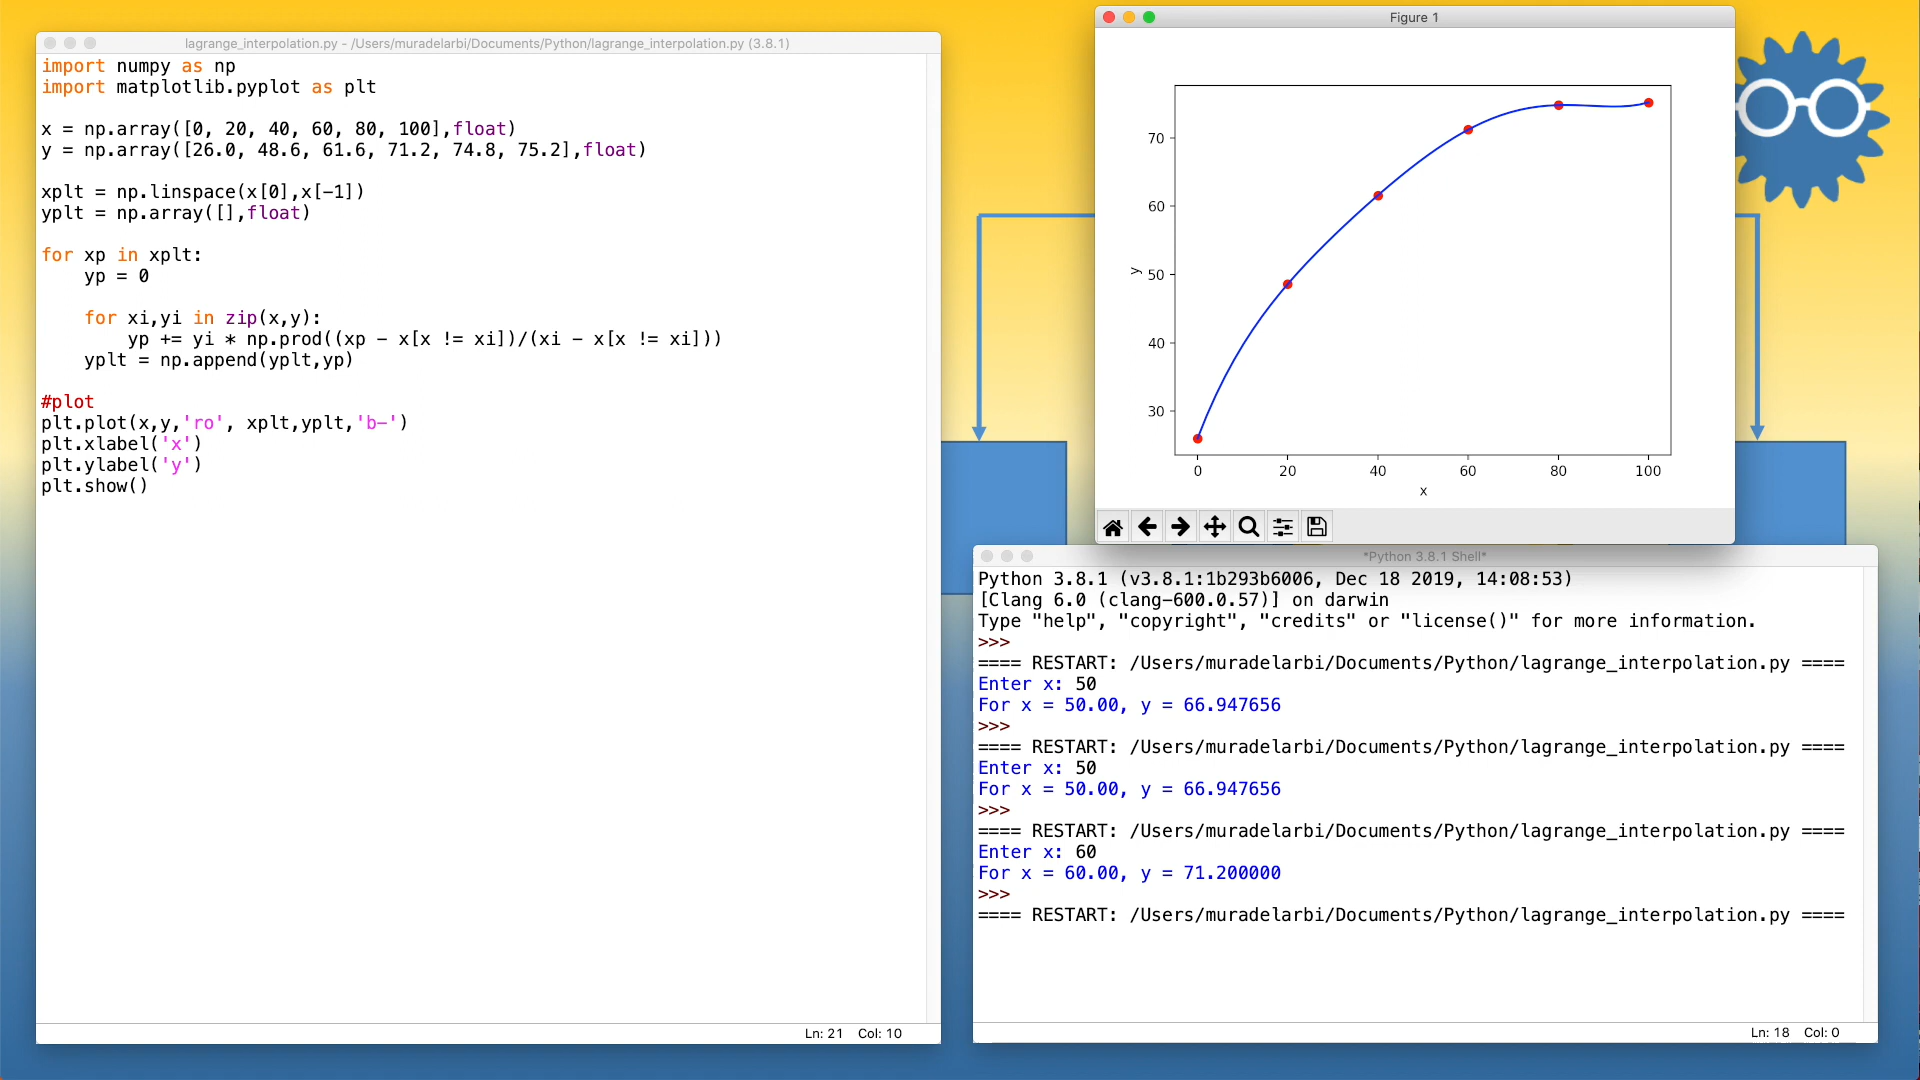 lagrange_interpolation.py - /Users/muradelarbi/Documents/Python/lagrange_interpolation.py (3.8.1)
import numpy as np
import matplotlib.pyplot as plt
x = np.array([0, 20, 40, 60, 80, 100],float)
y = np.array([26.0, 48.6, 61.6, 71.2, 74.8, 75.2],float)
xplt = np.linspace(x[0],x[-1])
yplt = np.array([],float)
for xp in xplt:
    yp = 0
    for xi,yi in zip(x,y):
        yp += yi * np.prod((xp - x[x != xi])/(xi - x[x != xi]))
    yplt = np.append(yplt,yp)
#plot
plt.plot(x,y,'ro', xplt,yplt,'b-')
plt.xlabel('x')
plt.ylabel('y')
plt.show()
Ln: 21 Col: 10
Figure 1
70
60
50
40
30
y
0 20 40 60 80 100
x
*Python 3.8.1 Shell*
Python 3.8.1 (v3.8.1:1b293b6006, Dec 18 2019, 14:08:53)
[Clang 6.0 (clang-600.0.57)] on darwin
Type "help", "copyright", "credits" or "license()" for more information.
>>>
==== RESTART: /Users/muradelarbi/Documents/Python/lagrange_interpolation.py ====
Enter x: 50
For x = 50.00, y = 66.947656
>>>
==== RESTART: /Users/muradelarbi/Documents/Python/lagrange_interpolation.py ====
Enter x: 50
For x = 50.00, y = 66.947656
>>>
==== RESTART: /Users/muradelarbi/Documents/Python/lagrange_interpolation.py ====
Enter x: 60
For x = 60.00, y = 71.200000
>>>
==== RESTART: /Users/muradelarbi/Documents/Python/lagrange_interpolation.py ====
Ln: 18 Col: 0